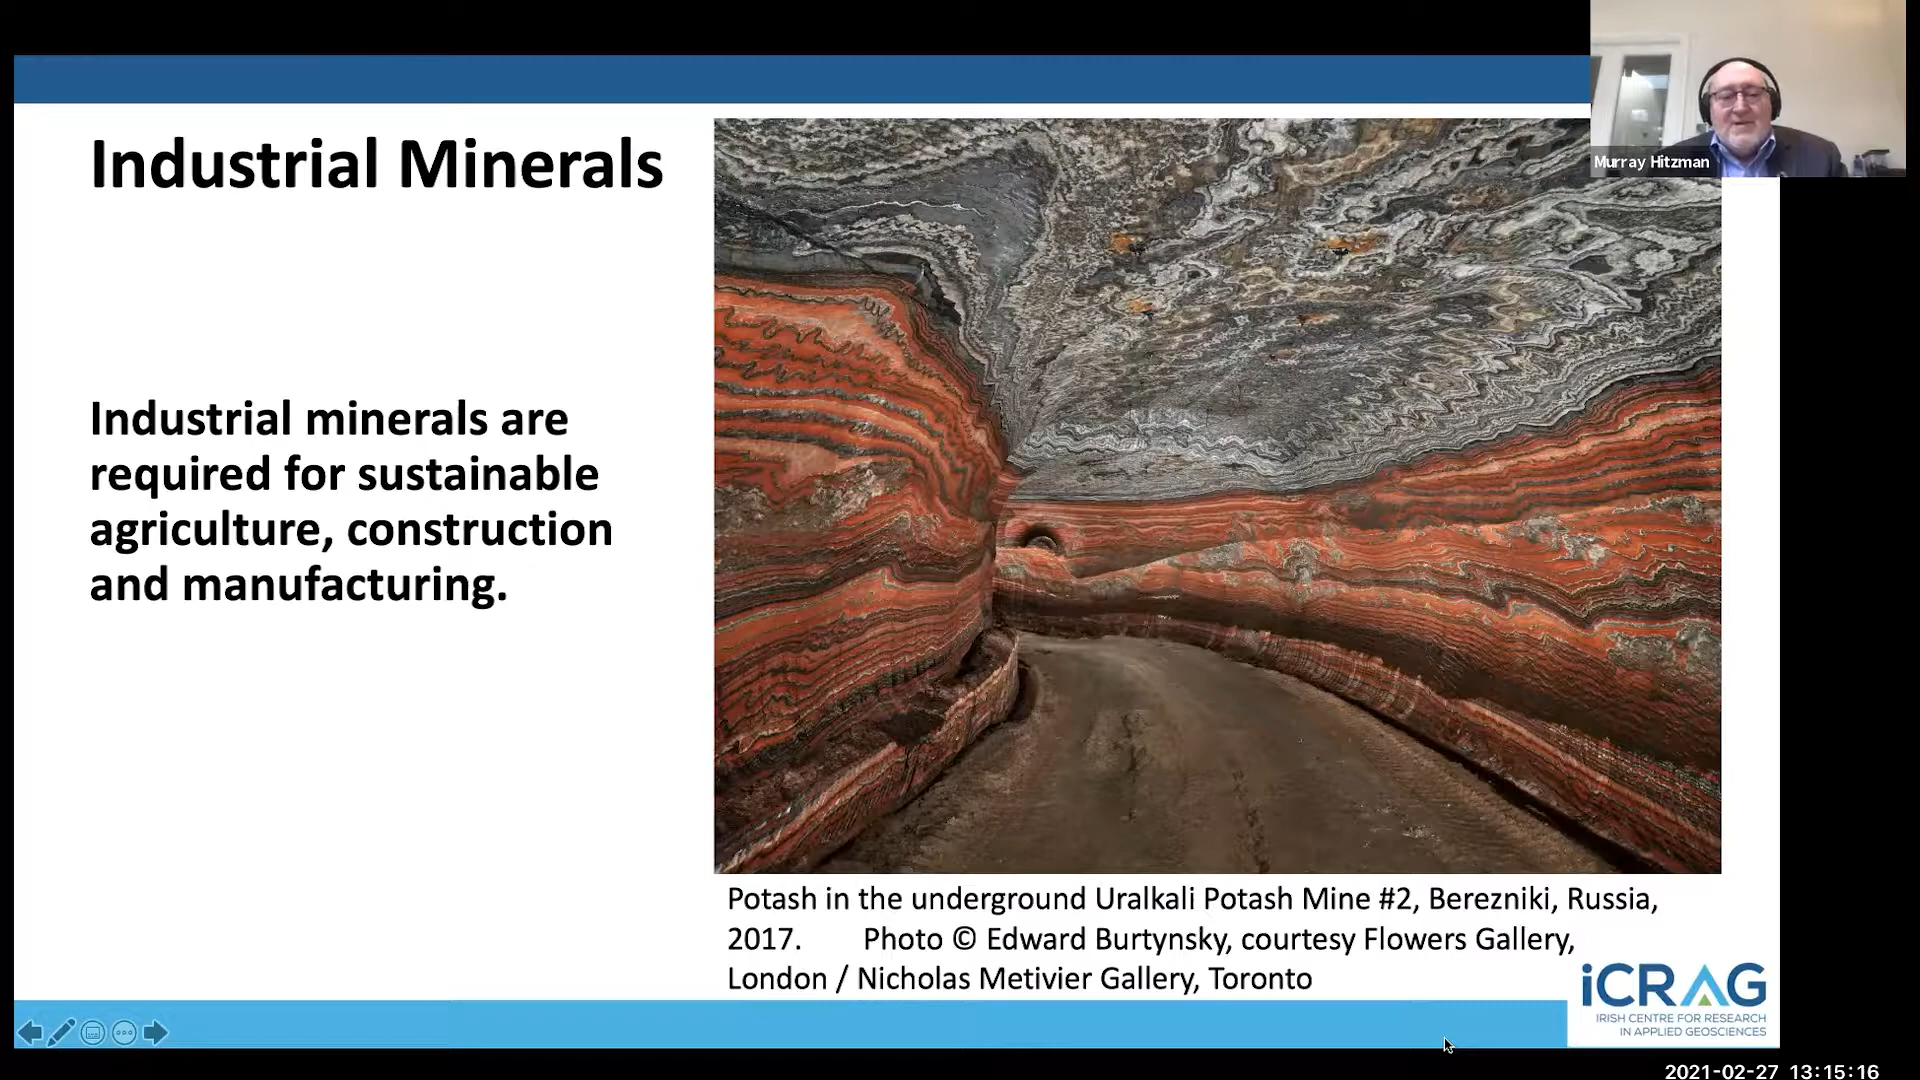 Industrial Minerals
Murray Hitzman
Industrial minerals are
required for sustainable
agriculture, construction
and manufacturing.
Potash in the underground Uralkali Potash Mine #2, Berezniki, Russia,
2017. Photo © Edward Burtynsky, courtesy Flowers Gallery,
London / Nicholas Metivier Gallery, Toronto
iCRAG
IRISH CENTRE FOR RESEARCH
IN APPLIED GEOSCIENCES
2021-02-27 13:15:16